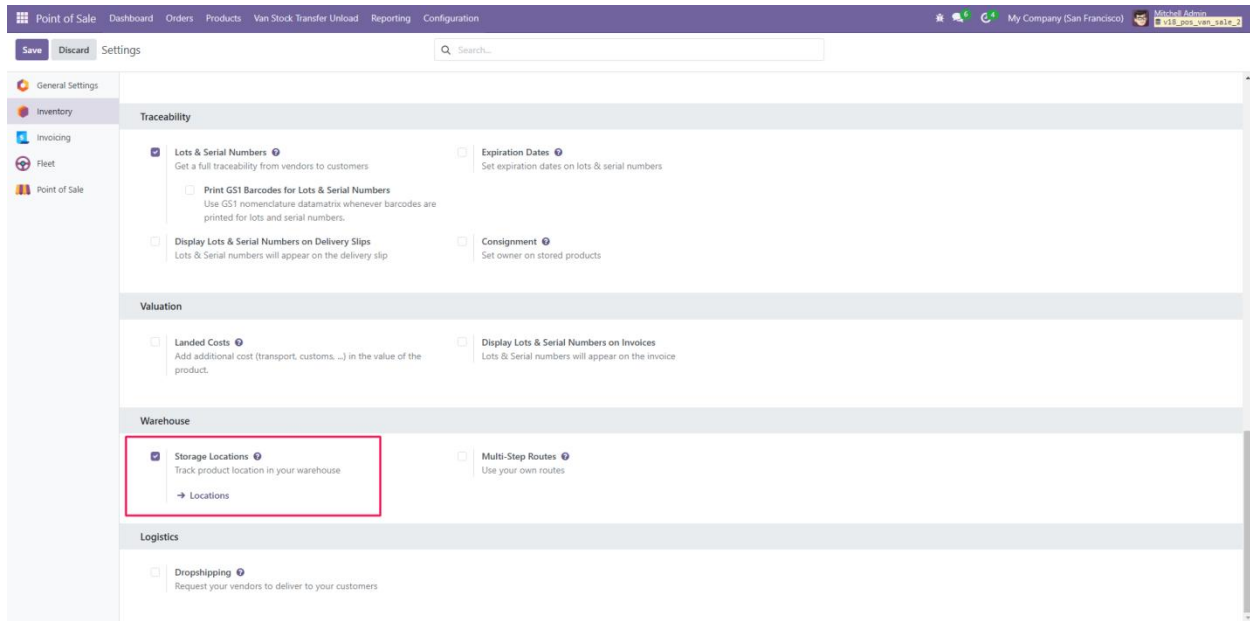 Point of Sale Dashboard Orders Products Van Stock Transfer Unload Reporting Configuration 6 4 My Company (San Francisco) Mitchell Admin
v18_pos_van_sale_2
Save Discard Settings Search...
General Settings
Inventory
Invoicing
Fleet
Point of Sale
Traceability
Lots & Serial Numbers ? Expiration Dates ?
Get a full traceability from vendors to customers Set expiration dates on lots & serial numbers
Print GS1 Barcodes for Lots & Serial Numbers
Use GS1 nomenclature datamatrix whenever barcodes are
printed for lots and serial numbers.
Display Lots & Serial Numbers on Delivery Slips Consignment ?
Lots & Serial numbers will appear on the delivery slip Set owner on stored products
Valuation
Landed Costs ? Display Lots & Serial Numbers on Invoices
Add additional cost (transport, customs, ...) in the value of the Lots & Serial numbers will appear on the invoice
product.
Warehouse
Storage Locations ? Multi-Step Routes ?
Track product location in your warehouse Use your own routes
→ Locations
Logistics
Dropshipping ?
Request your vendors to deliver to your customers